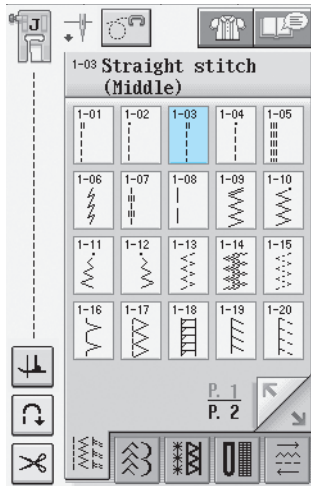 J
1-03 Straight stitch
(Middle)
1-01 1-02 1-03 1-04 1-05
1-06 1-07 1-08 1-09 1-10
1-11 1-12 1-13 1-14 1-15
1-16 1-17 1-18 1-19 1-20
P. 1
P. 2